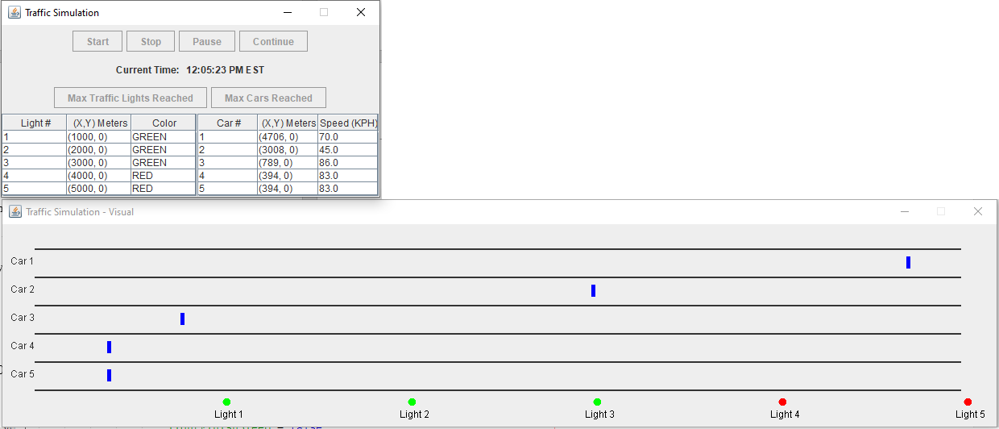 Traffic Simulation
Start Stop Pause Continue
Current Time: 12:05:23 PM EST
Max Traffic Lights Reached Max Cars Reached
Light # (X,Y) Meters Color Car # (X,Y) Meters Speed (KPH)
1 (1000, 0) GREEN 1 (4706, 0) 70.0
2 (2000, 0) GREEN 2 (3008, 0) 45.0
3 (3000, 0) GREEN 3 (789, 0) 86.0
4 (4000, 0) RED 4 (394, 0) 83.0
5 (5000, 0) RED 5 (394, 0) 83.0
Traffic Simulation - Visual
Car 1
Car 2
Car 3
Car 4
Car 5
Light 1 Light 2 Light 3 Light 4 Light 5